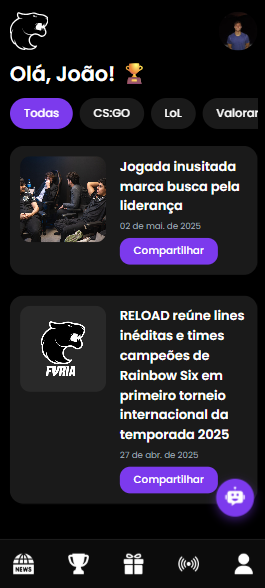 Olá, João! 🏆
Todas
CS:GO
LoL
Valorar
Jogada inusitada
marca busca pela
liderança
02 de mai. de 2025
Compartilhar
FVRIA
RELOAD reúne lines
inéditas e times
campeões de
Rainbow Six em
primeiro torneio
internacional da
temporada 2025
27 de abr. de 2025
Compartilhar
NEWS